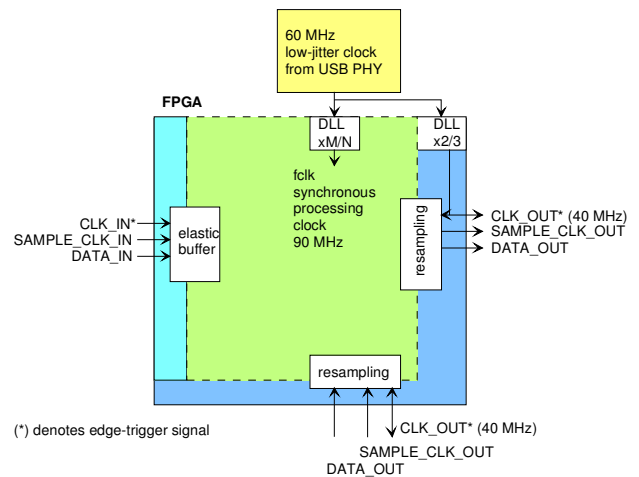 60 MHz
low-jitter clock
from USB PHY
FPGA
DLL
xM/N
DLL
x2/3
fclk
synchronous
processing
clock
90 MHz
CLK_IN*
SAMPLE_CLK_IN
DATA_IN
elastic
buffer
resampling
CLK_OUT* (40 MHz)
SAMPLE_CLK_OUT
DATA_OUT
resampling
(*) denotes edge-trigger signal
CLK_OUT* (40 MHz)
SAMPLE_CLK_OUT
DATA_OUT